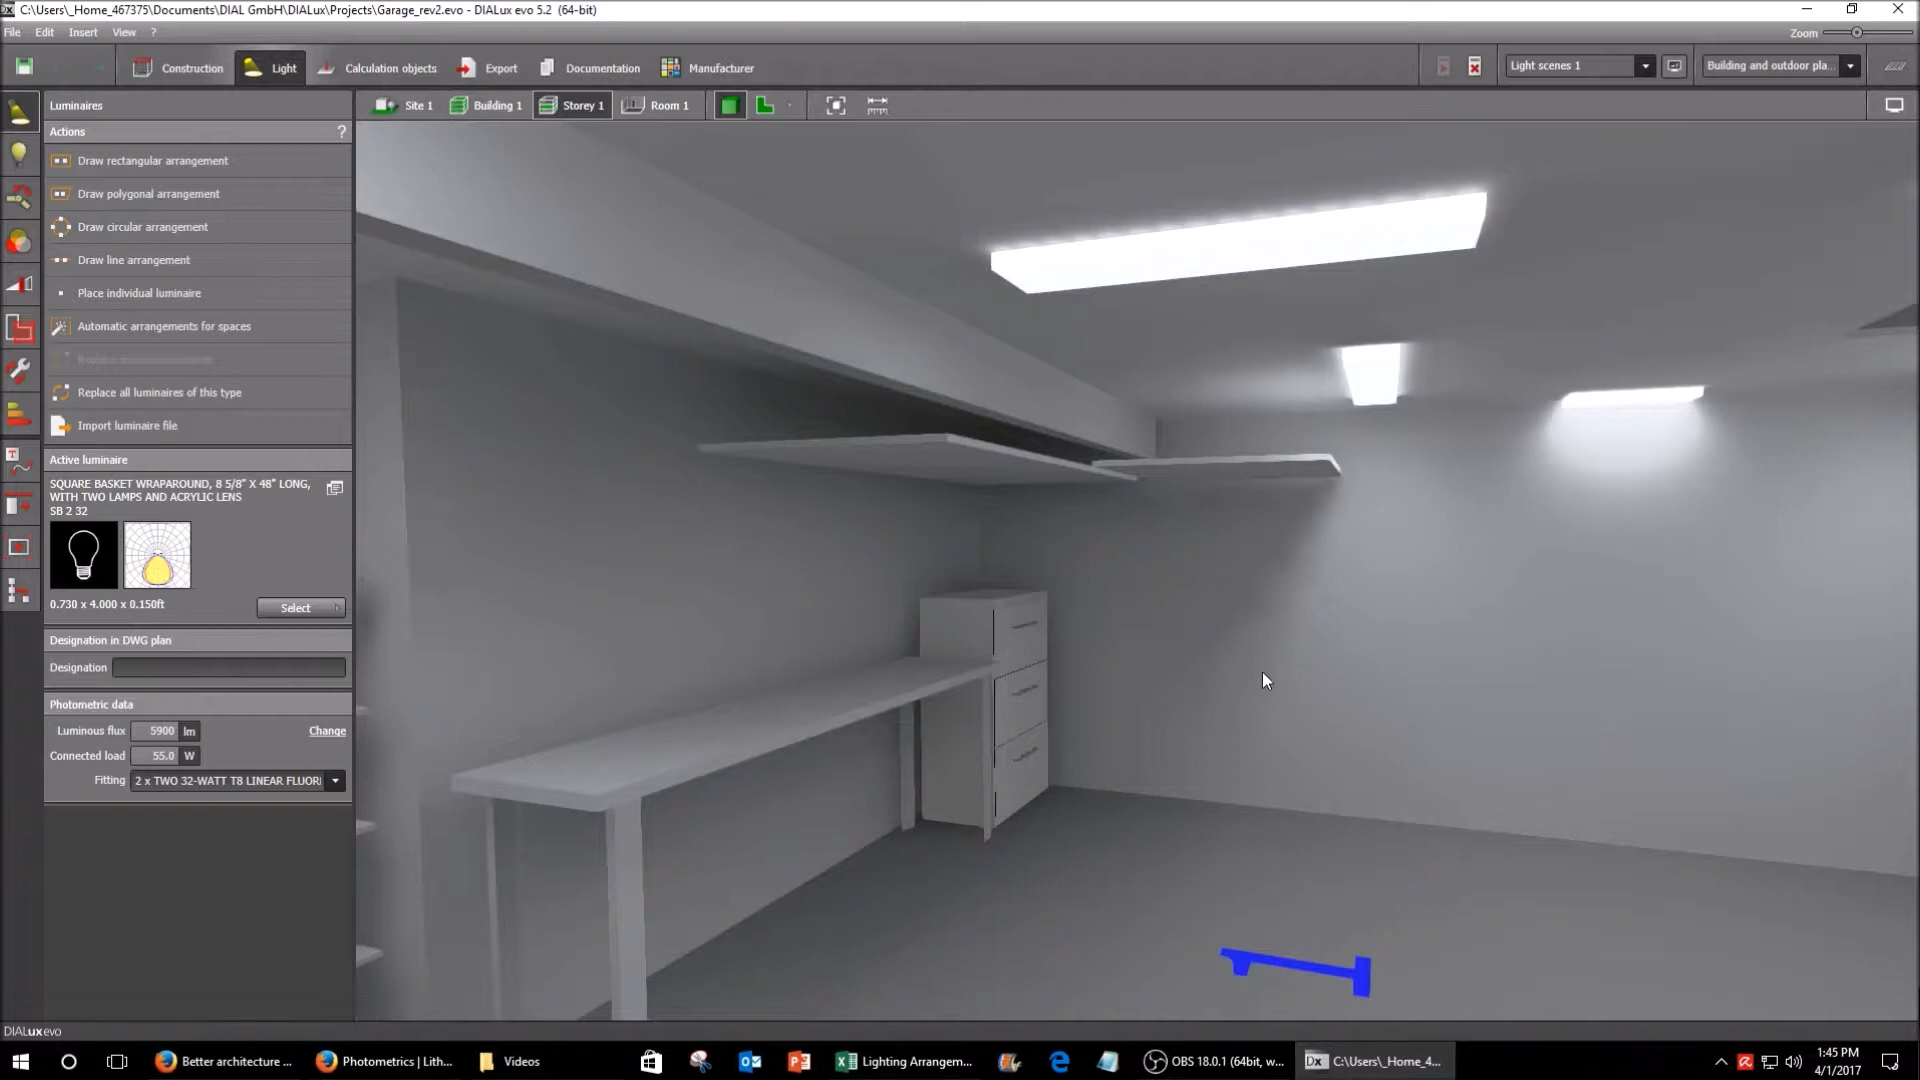 C:\Users\_Home_467375\Documents\DIAL GmbH\DIALux\Projects\Garage_rev2.evo - DIALux evo 5.2 (64-bit)
File Edit Insert View ? Zoom
Construction Light Calculation objects Export Documentation Manufacturer Light scenes 1 Building and outdoor pla...
Luminaires Site 1 Building 1 Storey 1 Room 1
Actions ?
Draw rectangular arrangement
Draw polygonal arrangement
Draw circular arrangement
Draw line arrangement
Place individual luminaire
Automatic arrangements for spaces
Replace all luminaires of this type
Import luminaire file
Active luminaire
SQUARE BASKET WRAPAROUND, 8 5/8" X 48" LONG,
WITH TWO LAMPS AND ACRYLIC LENS
SB 2 32
0.730 x 4.000 x 0.150ft Select
Designation in DWG plan
Designation
Photometric data
Luminous flux 5900 lm Change
Connected load 55.0 W
Fitting 2 x TWO 32-WATT T8 LINEAR FLUOR
DIALux evo
Better architecture ... Photometrics | Lith... Videos Lighting Arrangem... OBS 18.0.1 (64bit, w... Dx C:\Users\_Home_4... 1:45 PM
4/1/2017